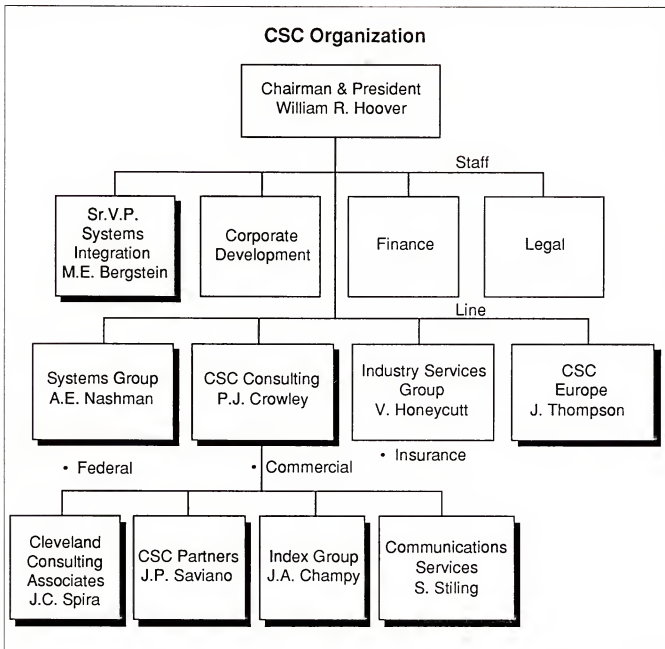 CSC Organization
Chairman & President
William R. Hoover
Staff
Sr.V.P.
Systems
Integration
M.E. Bergstein
Corporate
Development
Finance
Legal
Line
Systems Group
A.E. Nashman
CSC Consulting
P.J. Crowley
Industry Services
Group
V. Honeycutt
CSC
Europe
J. Thompson
• Federal
• Commercial
• Insurance
Cleveland
Consulting
Associates
J.C. Spira
CSC Partners
J.P. Saviano
Index Group
J.A. Champy
Communications
Services
S. Stiling